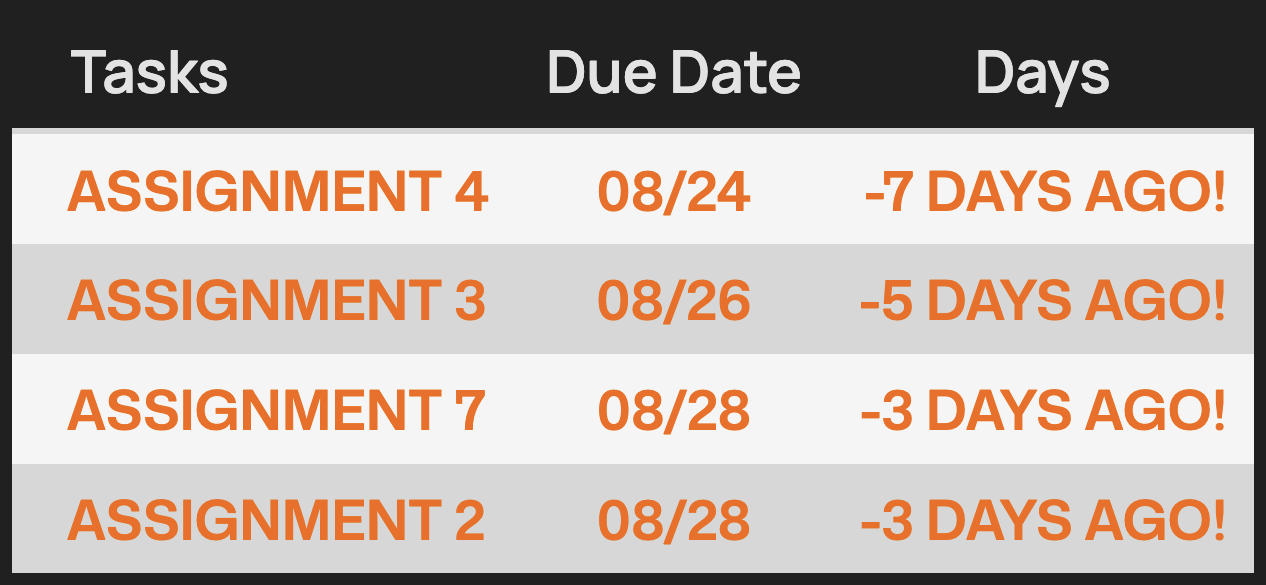 Tasks Due Date Days
ASSIGNMENT 4 08/24 -7 DAYS AGO!
ASSIGNMENT 3 08/26 -5 DAYS AGO!
ASSIGNMENT 7 08/28 -3 DAYS AGO!
ASSIGNMENT 2 08/28 -3 DAYS AGO!